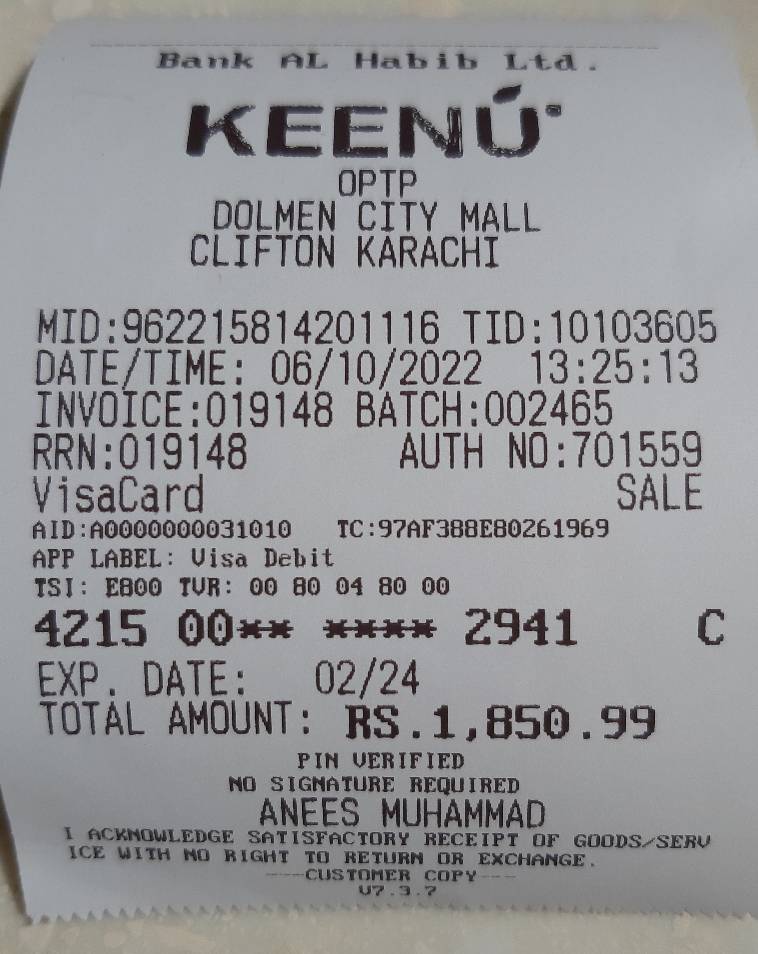 Bank AL Habib Ltd.
KEENÚ
OPTP
DOLMEN CITY MALL
CLIFTON KARACHI
MID:962215814201116 TID:10103605
DATE/TIME: 06/10/2022 13:25:13
INVOICE:019148 BATCH:002465
RRN:019148 AUTH NO:701559
VisaCard SALE
AID:A0000000031010 TC:97AF388E80261969
APP LABEL: Visa Debit
TSI: E800 TVR: 00 80 04 80 00
4215 00** **** 2941 C
EXP. DATE: 02/24
TOTAL AMOUNT: RS.1,850.99
PIN VERIFIED
NO SIGNATURE REQUIRED
ANEES MUHAMMAD
I ACKNOWLEDGE SATISFACTORY RECEIPT OF GOODS/SERV
ICE WITH NO RIGHT TO RETURN OR EXCHANGE.
----CUSTOMER COPY----
V7.3.7